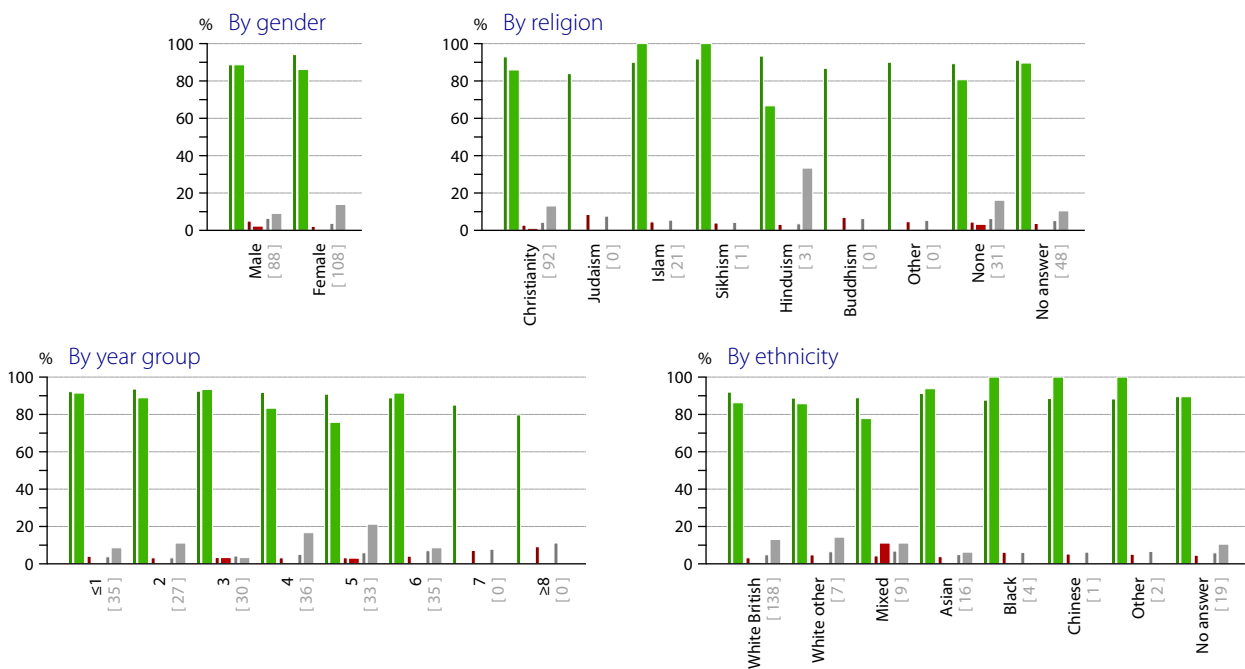 % By gender
100
80
60
40
20
0
Male
[ 88 ]
Female
[ 108 ]
% By religion
100
80
60
40
20
0
Christianity
[ 92 ]
Judaism
[ 0 ]
Islam
[ 21 ]
Sikhism
[ 1 ]
Hinduism
[ 3 ]
Buddhism
[ 0 ]
Other
[ 0 ]
None
[ 31 ]
No answer
[ 48 ]
% By year group
100
80
60
40
20
0
≤1
[ 35 ]
2
[ 27 ]
3
[ 30 ]
4
[ 36 ]
5
[ 33 ]
6
[ 35 ]
7
[ 0 ]
≥8
[ 0 ]
% By ethnicity
100
80
60
40
20
0
White British
[ 138 ]
White other
[ 7 ]
Mixed
[ 9 ]
Asian
[ 16 ]
Black
[ 4 ]
Chinese
[ 1 ]
Other
[ 2 ]
No answer
[ 19 ]